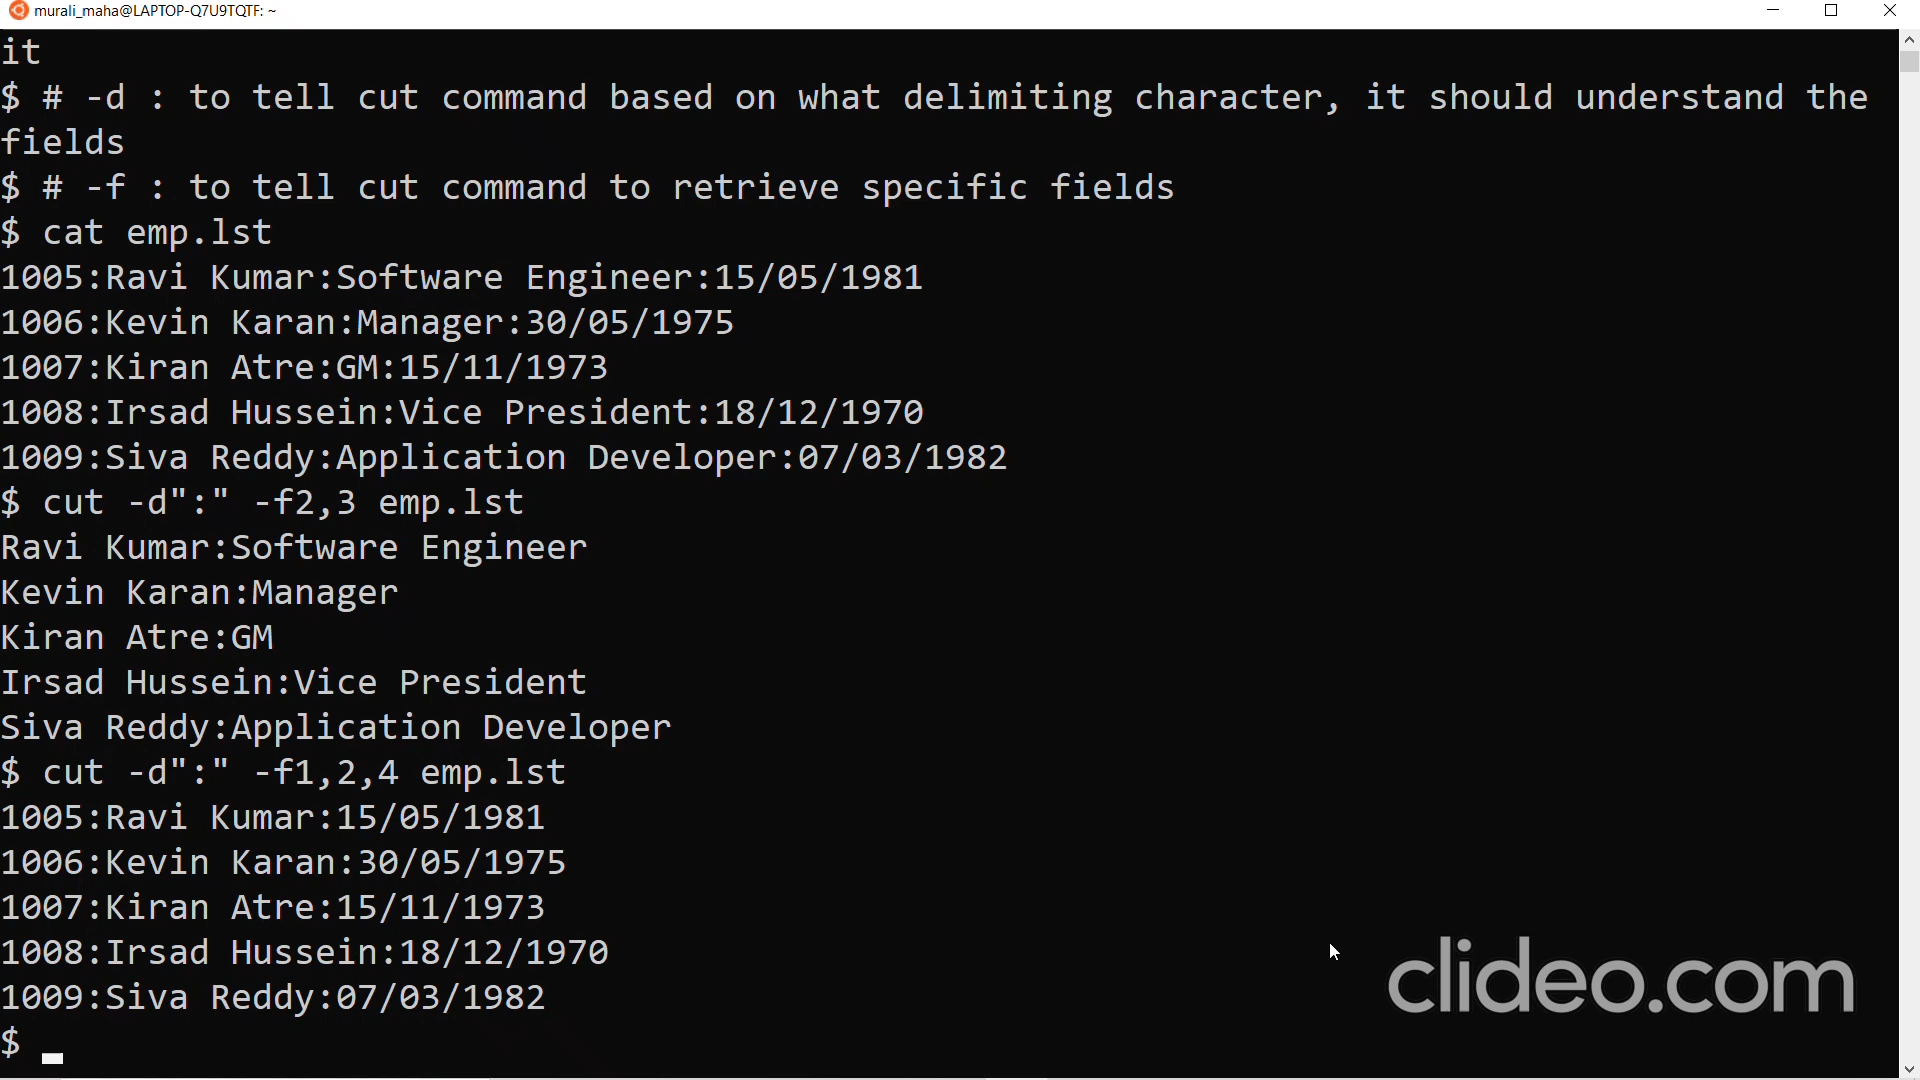 murali_maha@LAPTOP-Q7U9TQTF: ~
it
$ # -d : to tell cut command based on what delimiting character, it should understand the
fields
$ # -f : to tell cut command to retrieve specific fields
$ cat emp.lst
1005:Ravi Kumar:Software Engineer:15/05/1981
1006:Kevin Karan:Manager:30/05/1975
1007:Kiran Atre:GM:15/11/1973
1008:Irsad Hussein:Vice President:18/12/1970
1009:Siva Reddy:Application Developer:07/03/1982
$ cut -d":" -f2,3 emp.lst
Ravi Kumar:Software Engineer
Kevin Karan:Manager
Kiran Atre:GM
Irsad Hussein:Vice President
Siva Reddy:Application Developer
$ cut -d":" -f1,2,4 emp.lst
1005:Ravi Kumar:15/05/1981
1006:Kevin Karan:30/05/1975
1007:Kiran Atre:15/11/1973
1008:Irsad Hussein:18/12/1970
1009:Siva Reddy:07/03/1982
$
clideo.com